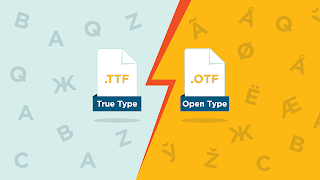 B A Q Z
.TTF
True Type
Q Ж
A B Z
C A
Å
Ø
.OTF
Open Type
Ë Æ
Ž Å